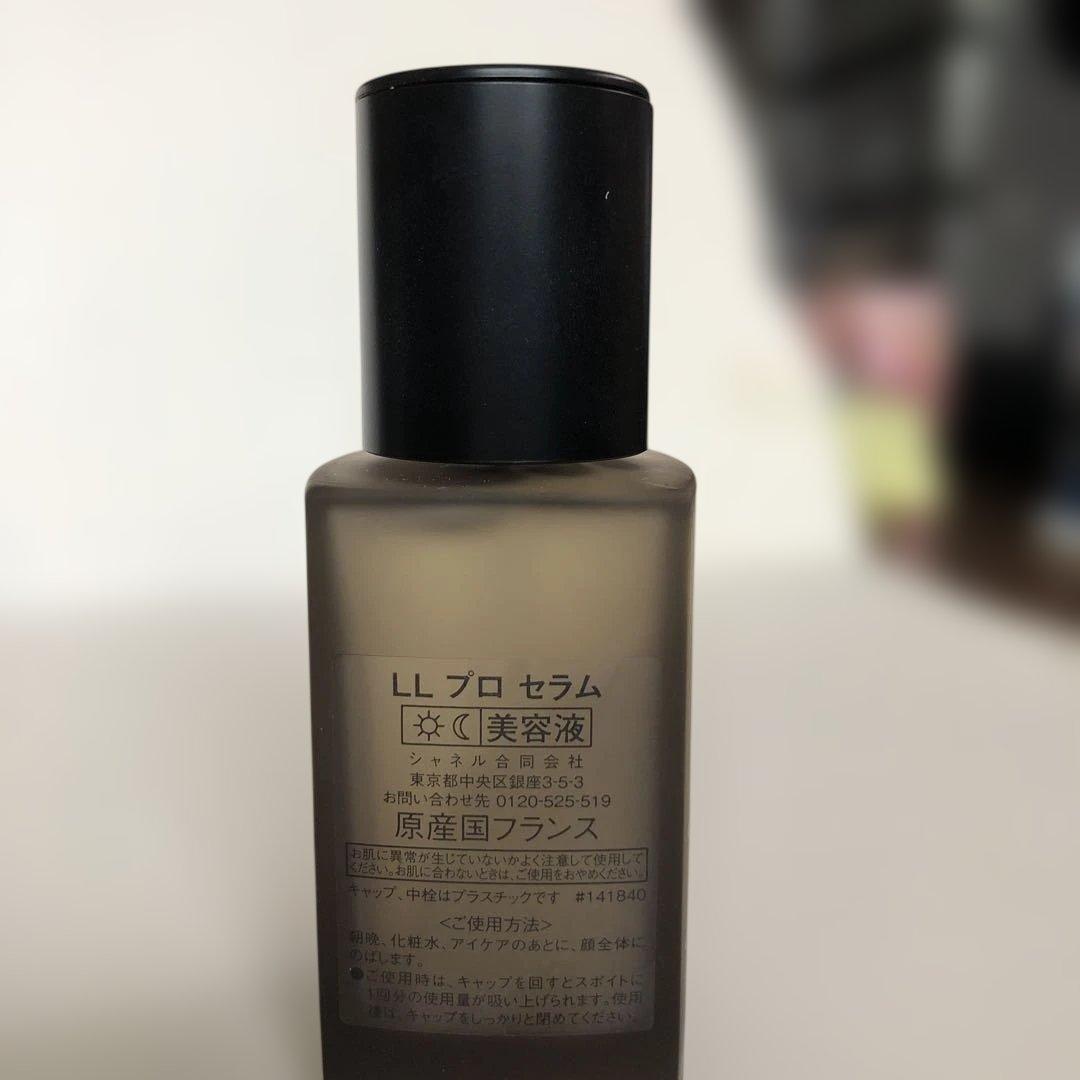 LL プロ セラム
美容液
シャネル合同会社
東京都中央区銀座3-5-3
お問い合わせ先 0120-525-519
原産国フランス
お肌に異常が生じていないかよく注意して使用して
ください。お肌に合わないときは、ご使用をおやめください。
キャップ、中栓はプラスチックです #141840
<ご使用方法>
朝晩、化粧水、アイケアのあとに、顔全体に
のばします。
●ご使用時は、キャップを回すとスポイトに
1回分の使用量が吸い上げられます。使用
後は、キャップをしっかりと閉めてください。